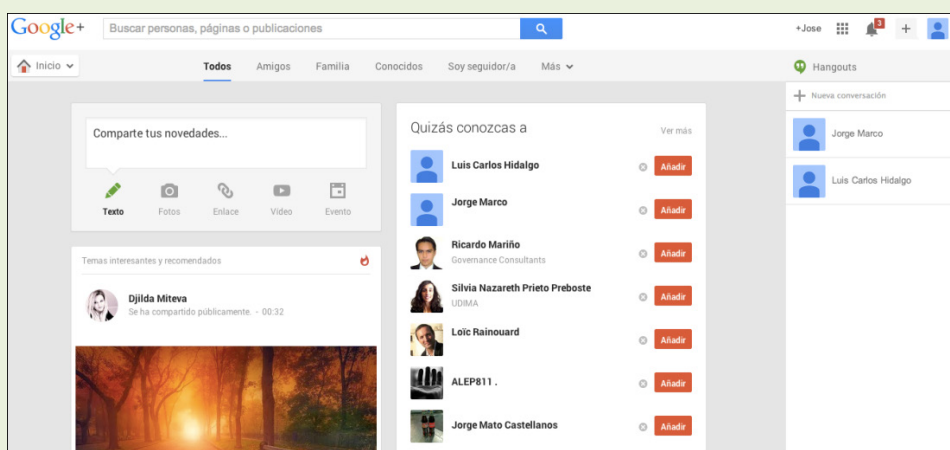 Google+
Buscar personas, páginas o publicaciones
+Jose
3
Inicio
Todos Amigos Familia Conocidos Soy seguidor/a Más
Hangouts
Nueva conversación
Jorge Marco
Luis Carlos Hidalgo
Comparte tus novedades...
Texto Fotos Enlace Vídeo Evento
Temas interesantes y recomendados
Djilda Miteva
Se ha compartido públicamente. - 00:32
Quizás conozcas a
Ver más
Luis Carlos Hidalgo
Añadir
Jorge Marco
Añadir
Ricardo Mariño
Governance Consultants
Añadir
Silvia Nazareth Prieto Preboste
UDIMA
Añadir
Loïc Rainouard
Añadir
ALEP811 .
Añadir
Jorge Mato Castellanos
Añadir